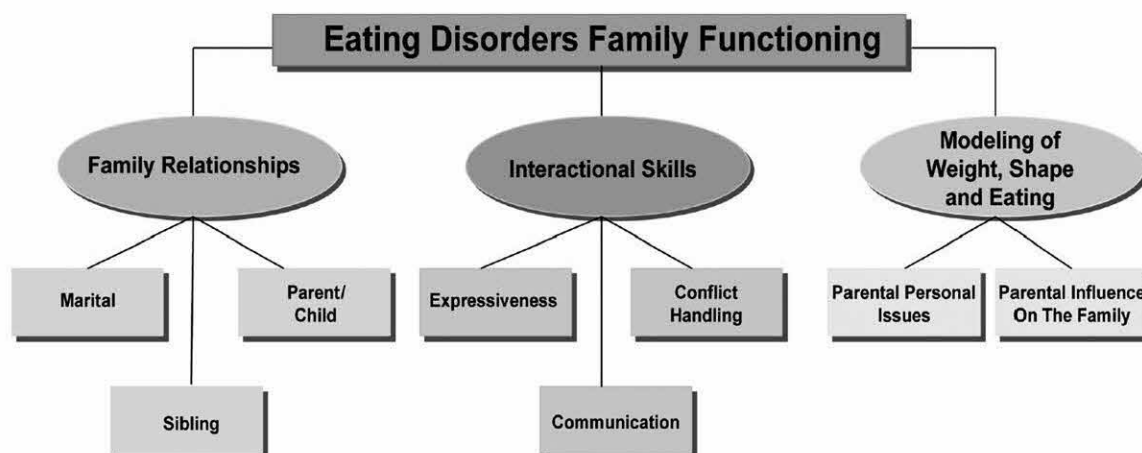 Eating Disorders Family Functioning
Family Relationships
Interactional Skills
Modeling of
Weight, Shape
and Eating
Marital
Parent/
Child
Expressiveness
Conflict
Handling
Parental Personal
Issues
Parental Influence
On The Family
Sibling
Communication